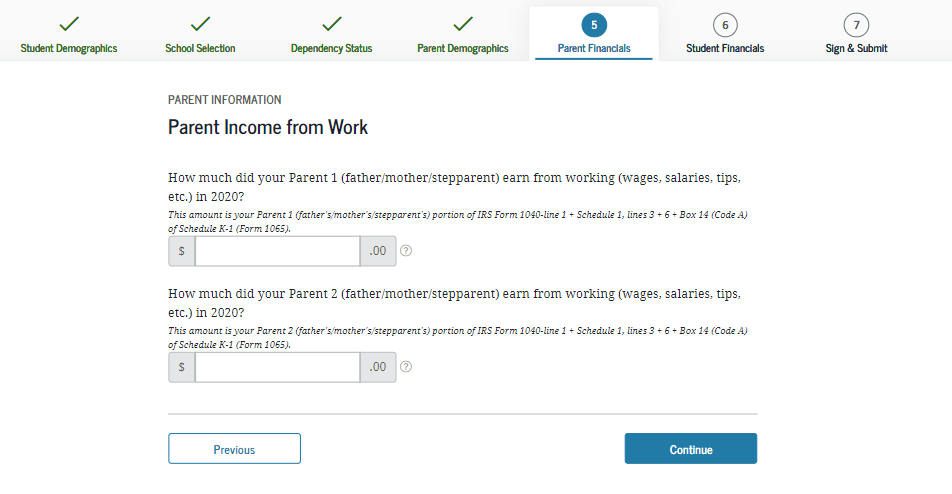 5 6 7
Student Demographics School Selection Dependency Status Parent Demographics Parent Financials Student Financials Sign & Submit
PARENT INFORMATION
Parent Income from Work
How much did your Parent 1 (father/mother/stepparent) earn from working (wages, salaries, tips,
etc.) in 2020?
This amount is your Parent 1 (father's/mother's/stepparent's) portion of IRS Form 1040-line 1 + Schedule 1, lines 3 + 6 + Box 14 (Code A)
of Schedule K-1 (Form 1065).
$ .00 ?
How much did your Parent 2 (father/mother/stepparent) earn from working (wages, salaries, tips,
etc.) in 2020?
This amount is your Parent 2 (father's/mother's/stepparent's) portion of IRS Form 1040-line 1 + Schedule 1, lines 3 + 6 + Box 14 (Code A)
of Schedule K-1 (Form 1065).
$ .00 ?
Previous Continue